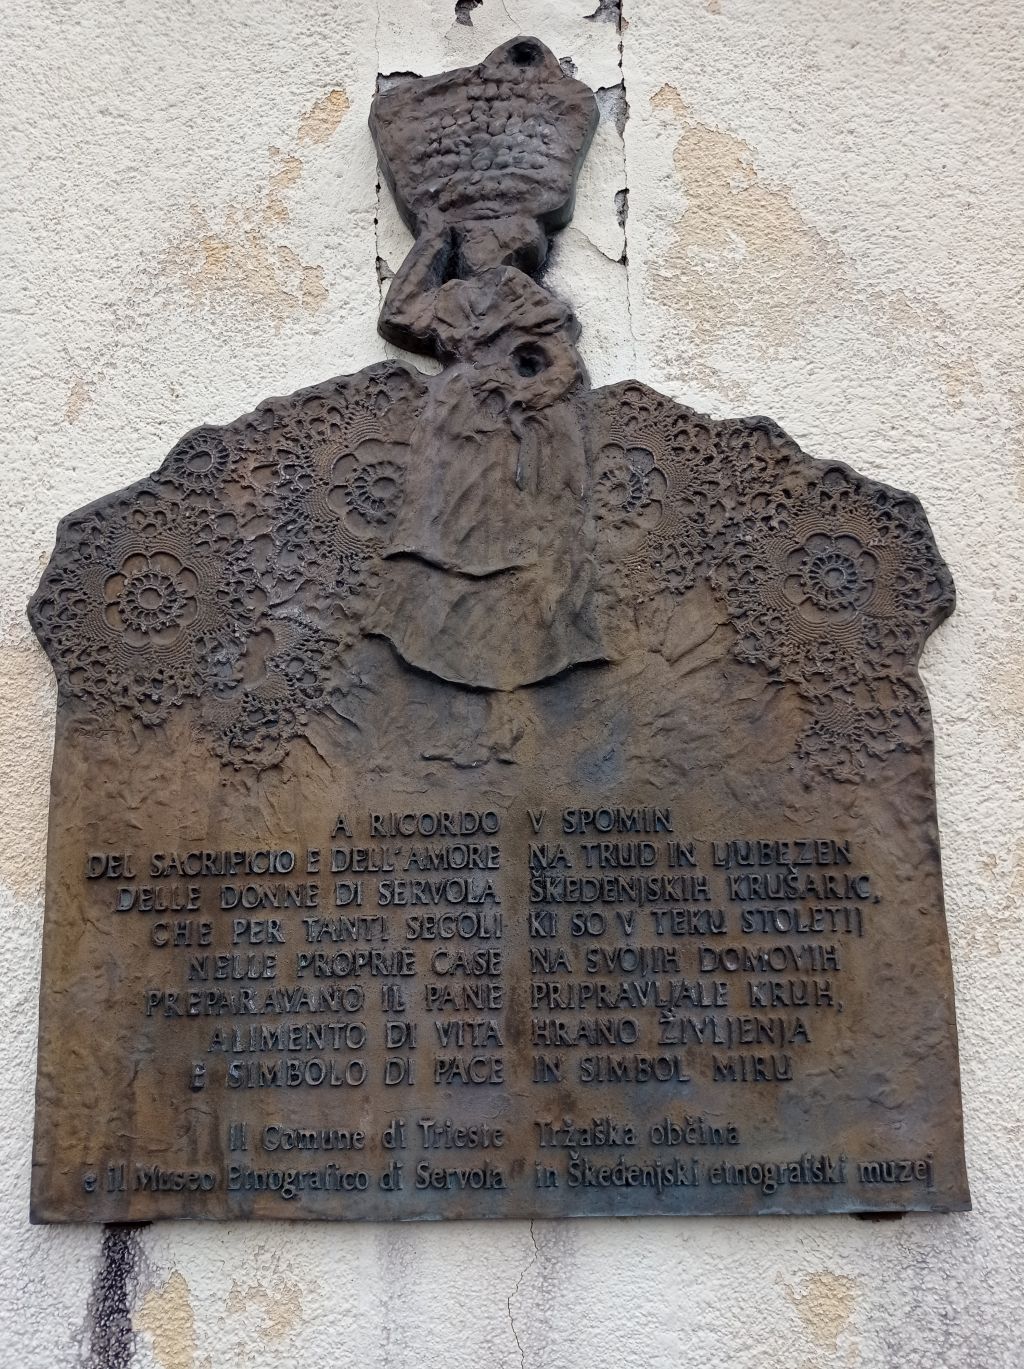 A RICORDO
DEL SACRIFICIO E DELL'AMORE
DELLE DONNE DI SERVOLA
CHE PER TANTI SECOLI
NELLE PROPRIE CASE
PREPARAVANO IL PANE
ALIMENTO DI VITA
E SIMBOLO DI PACE
Il Comune di Trieste
e il Museo Etnografico di Servola
V SPOMIN
NA TRUD IN LJUBEZEN
ŠKEDENJSKIH KRUŠARIC,
KI SO V TEKU STOLETIJ
NA SVOJIH DOMOVIH
PRIPRAVLJALE KRUH,
HRANO ŽIVLJENJA
IN SIMBOL MIRU
Tržaška občina
in Škedenjski etnografski muzej